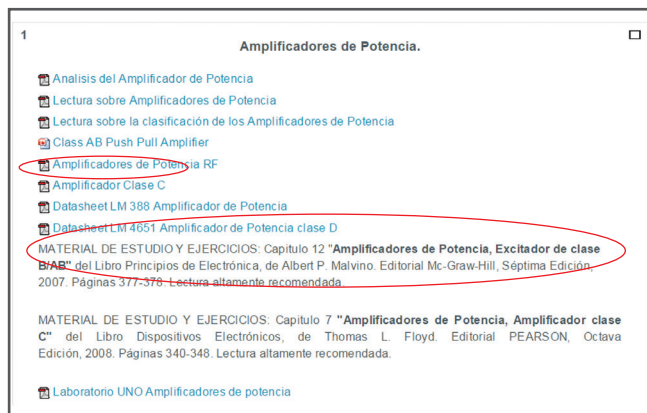 1
Amplificadores de Potencia.
Analisis del Amplificador de Potencia
Lectura sobre Amplificadores de Potencia
Lectura sobre la clasificación de los Amplificadores de Potencia
Class AB Push Pull Amplifier
Amplificadores de Potencia RF
Amplificador Clase C
Datasheet LM 388 Amplificador de Potencia
Datasheet LM 4651 Amplificador de Potencia clase D
MATERIAL DE ESTUDIO Y EJERCICIOS: Capitulo 12 "Amplificadores de Potencia, Excitador de clase
B/AB" del Libro Principios de Electrónica, de Albert P. Malvino. Editorial Mc-Graw-Hill, Séptima Edición,
2007. Páginas 377-378. Lectura altamente recomendada.
MATERIAL DE ESTUDIO Y EJERCICIOS: Capitulo 7 "Amplificadores de Potencia, Amplificador clase
C" del Libro Dispositivos Electrónicos, de Thomas L. Floyd. Editorial PEARSON, Octava
Edición, 2008. Páginas 340-348. Lectura altamente recomendada.
Laboratorio UNO Amplificadores de potencia